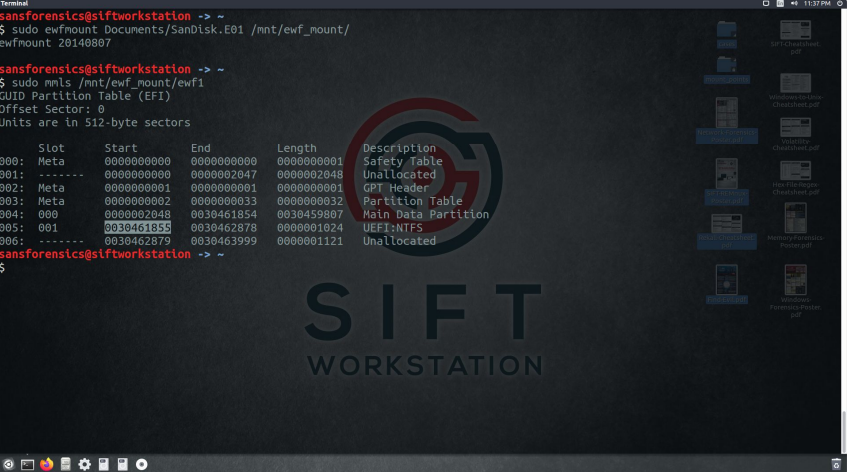 Terminal
En
11:37 PM
sansforensics@siftworkstation -> ~
$ sudo ewfmount Documents/SanDisk.E01 /mnt/ewf_mount/
ewfmount 20140807
sansforensics@siftworkstation -> ~
$ sudo mmls /mnt/ewf_mount/ewf1
GUID Partition Table (EFI)
Offset Sector: 0
Units are in 512-byte sectors
Slot Start End Length Description
000: Meta 0000000000 0000000000 0000000001 Safety Table
001: ------- 0000000000 0000002047 0000002048 Unallocated
002: Meta 0000000001 0000000001 0000000001 GPT Header
003: Meta 0000000002 0000000033 0000000032 Partition Table
004: 000 0000002048 0030461854 0030459807 Main Data Partition
005: 001 0030461855 0030462878 0000001024 UEFI:NTFS
006: ------- 0030462879 0030463999 0000001121 Unallocated
sansforensics@siftworkstation -> ~
$
SIFT
WORKSTATION
SIFT-Cheatsheet.
pdf
Windows-to-Unix-
Cheatsheet.pdf
Volatility-
Cheatsheet.pdf
Hex-File-Regex-
Cheatsheet.pdf
Memory-Forensics-
Poster.pdf
Windows-
Forensics-Poster.
pdf